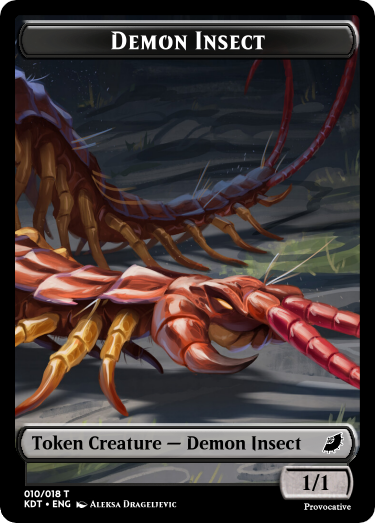 Demon Insect
Token Creature — Demon Insect
1/1
010/018 T
KDT • ENG Aleksa Drageljevic
Provocative